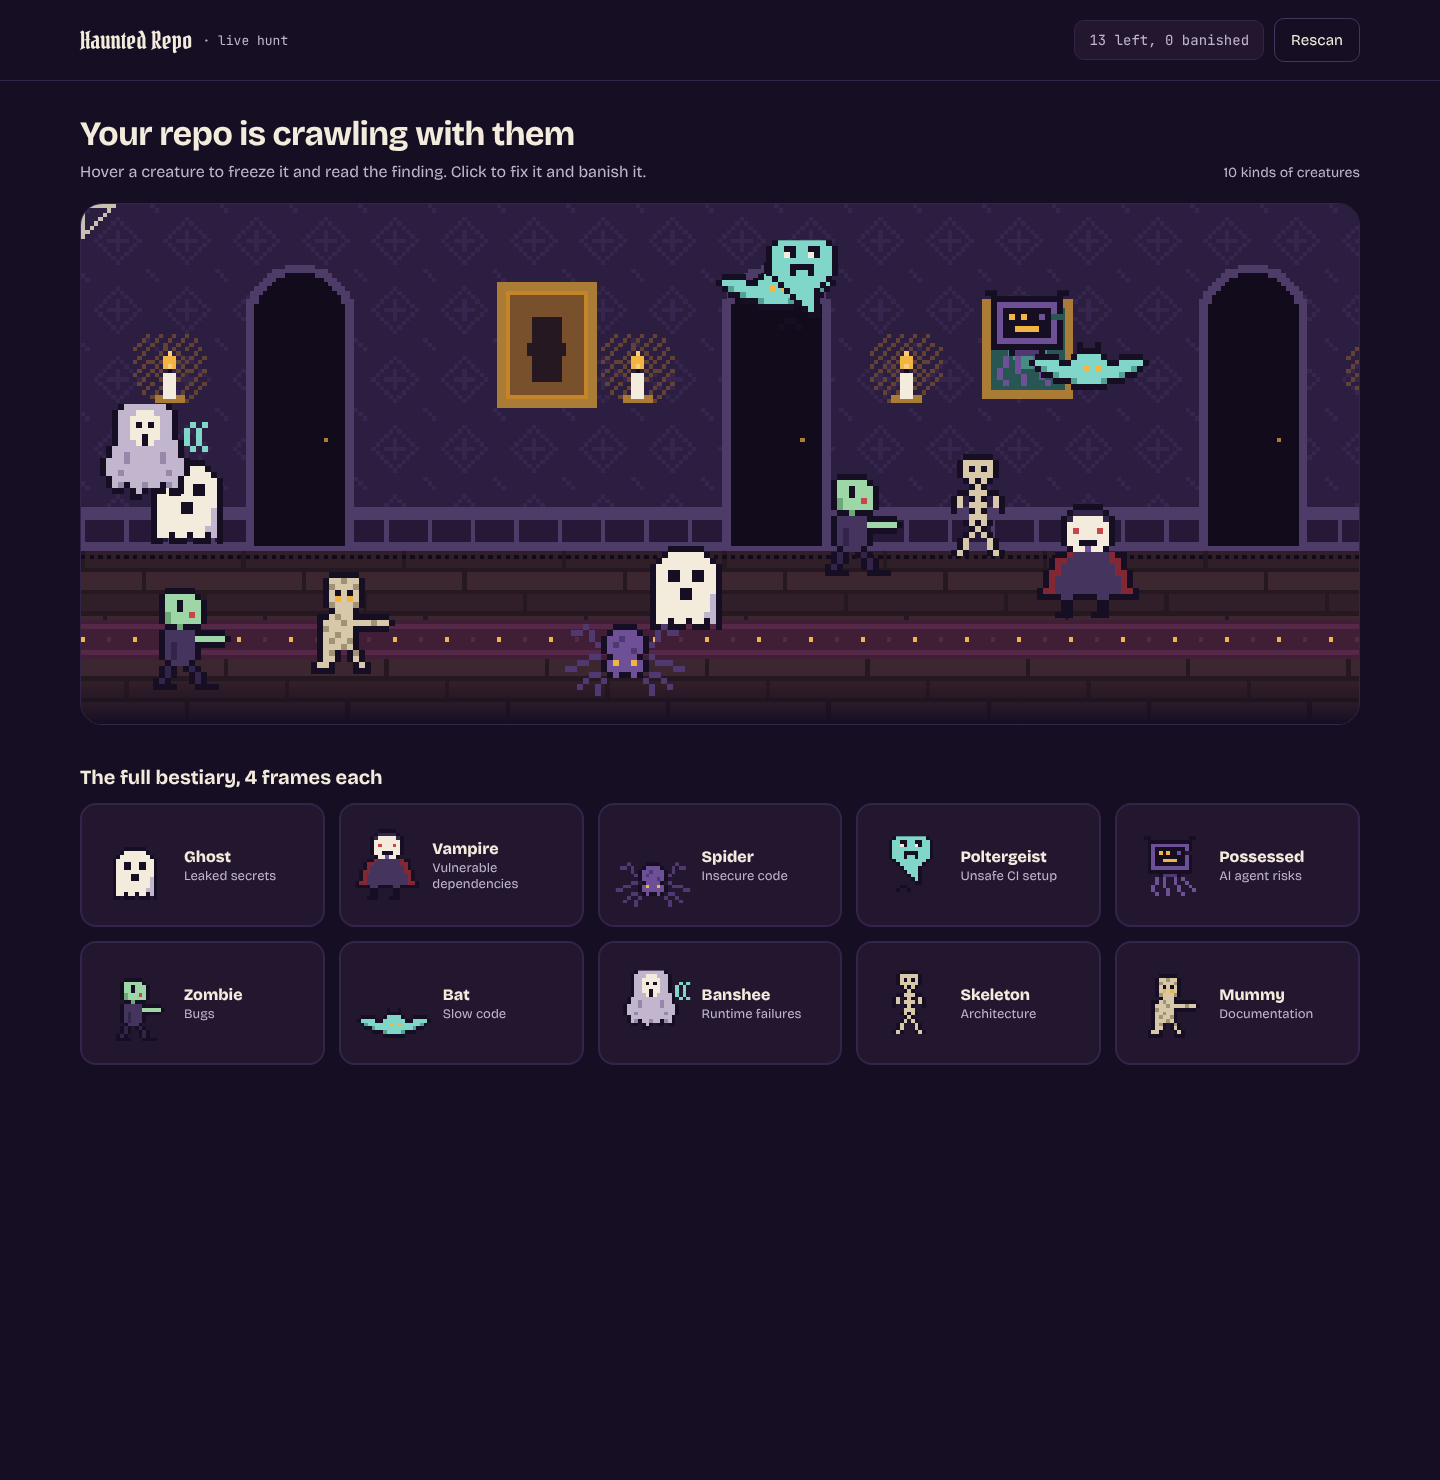 Haunted Repo · live hunt
13 left, 0 banished
Rescan
Your repo is crawling with them
Hover a creature to freeze it and read the finding. Click to fix it and banish it.
10 kinds of creatures
The full bestiary, 4 frames each
Ghost
Leaked secrets
Vampire
Vulnerable
dependencies
Spider
Insecure code
Poltergeist
Unsafe CI setup
Possessed
AI agent risks
Zombie
Bugs
Bat
Slow code
Banshee
Runtime failures
Skeleton
Architecture
Mummy
Documentation